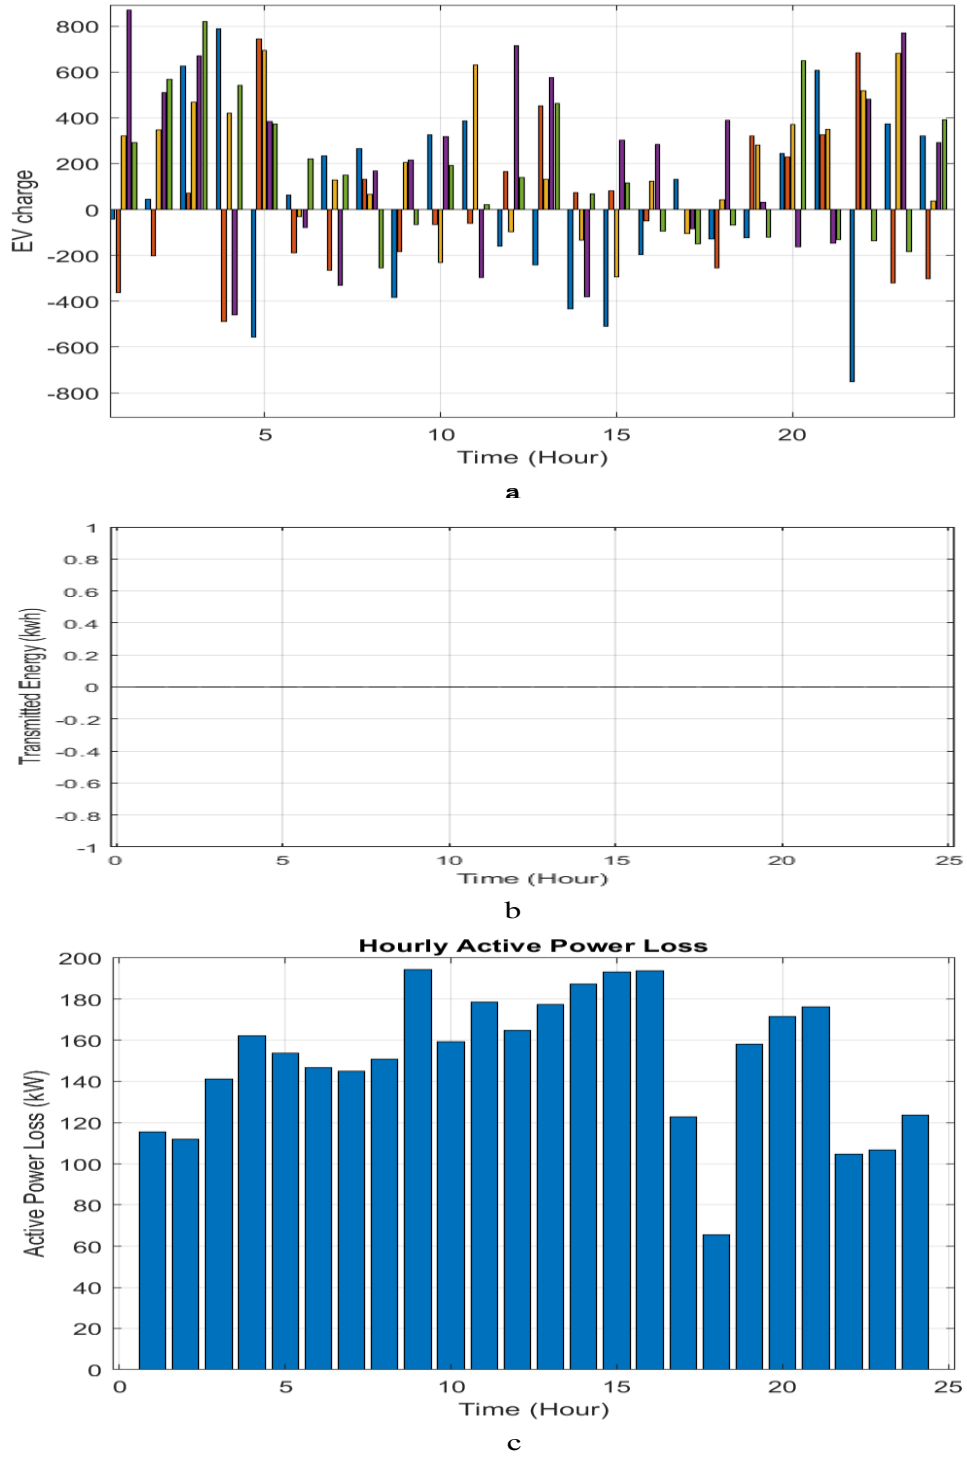 800
600
400
200
0
-200
-400
-600
-800
EV charge
5 10 15 20
Time (Hour)
a
1
0.8
0.6
0.4
0.2
0
-0.2
-0.4
-0.6
-0.8
-1
Transmitted Energy (kwh)
0 5 10 15 20 25
Time (Hour)
b
Hourly Active Power Loss
200
180
160
140
120
100
80
60
40
20
0
Active Power Loss (kW)
0 5 10 15 20 25
Time (Hour)
c